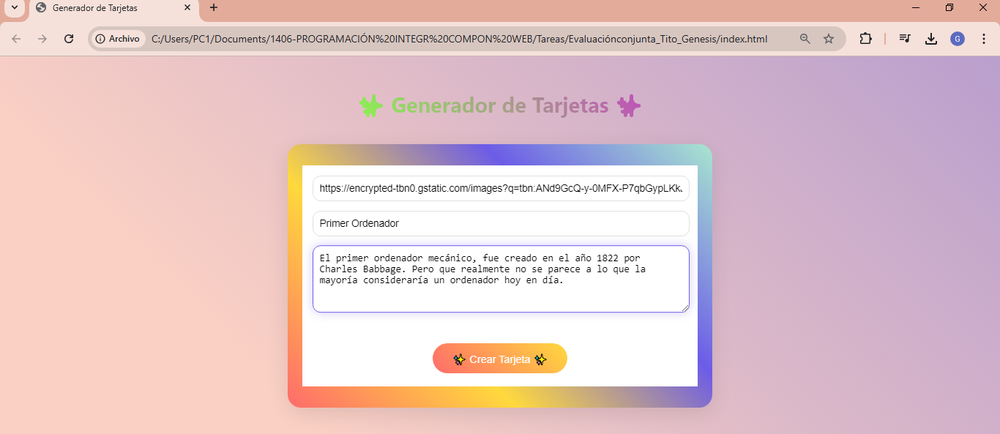 Generador de Tarjetas
Archivo
C:/Users/PC1/Documents/1406-PROGRAMACIÓN%20INTEGR%20COMPON%20WEB/Tareas/Evaluaciónconjunta_Tito_Genesis/index.html
G
Generador de Tarjetas
https://encrypted-tbn0.gstatic.com/images?q=tbn:ANd9GcQ-y-0MFX-P7qbGypLKk
Primer Ordenador
El primer ordenador mecánico, fue creado en el año 1822 por
Charles Babbage. Pero que realmente no se parece a lo que la
mayoría consideraría un ordenador hoy en día.
✨ Crear Tarjeta ✨